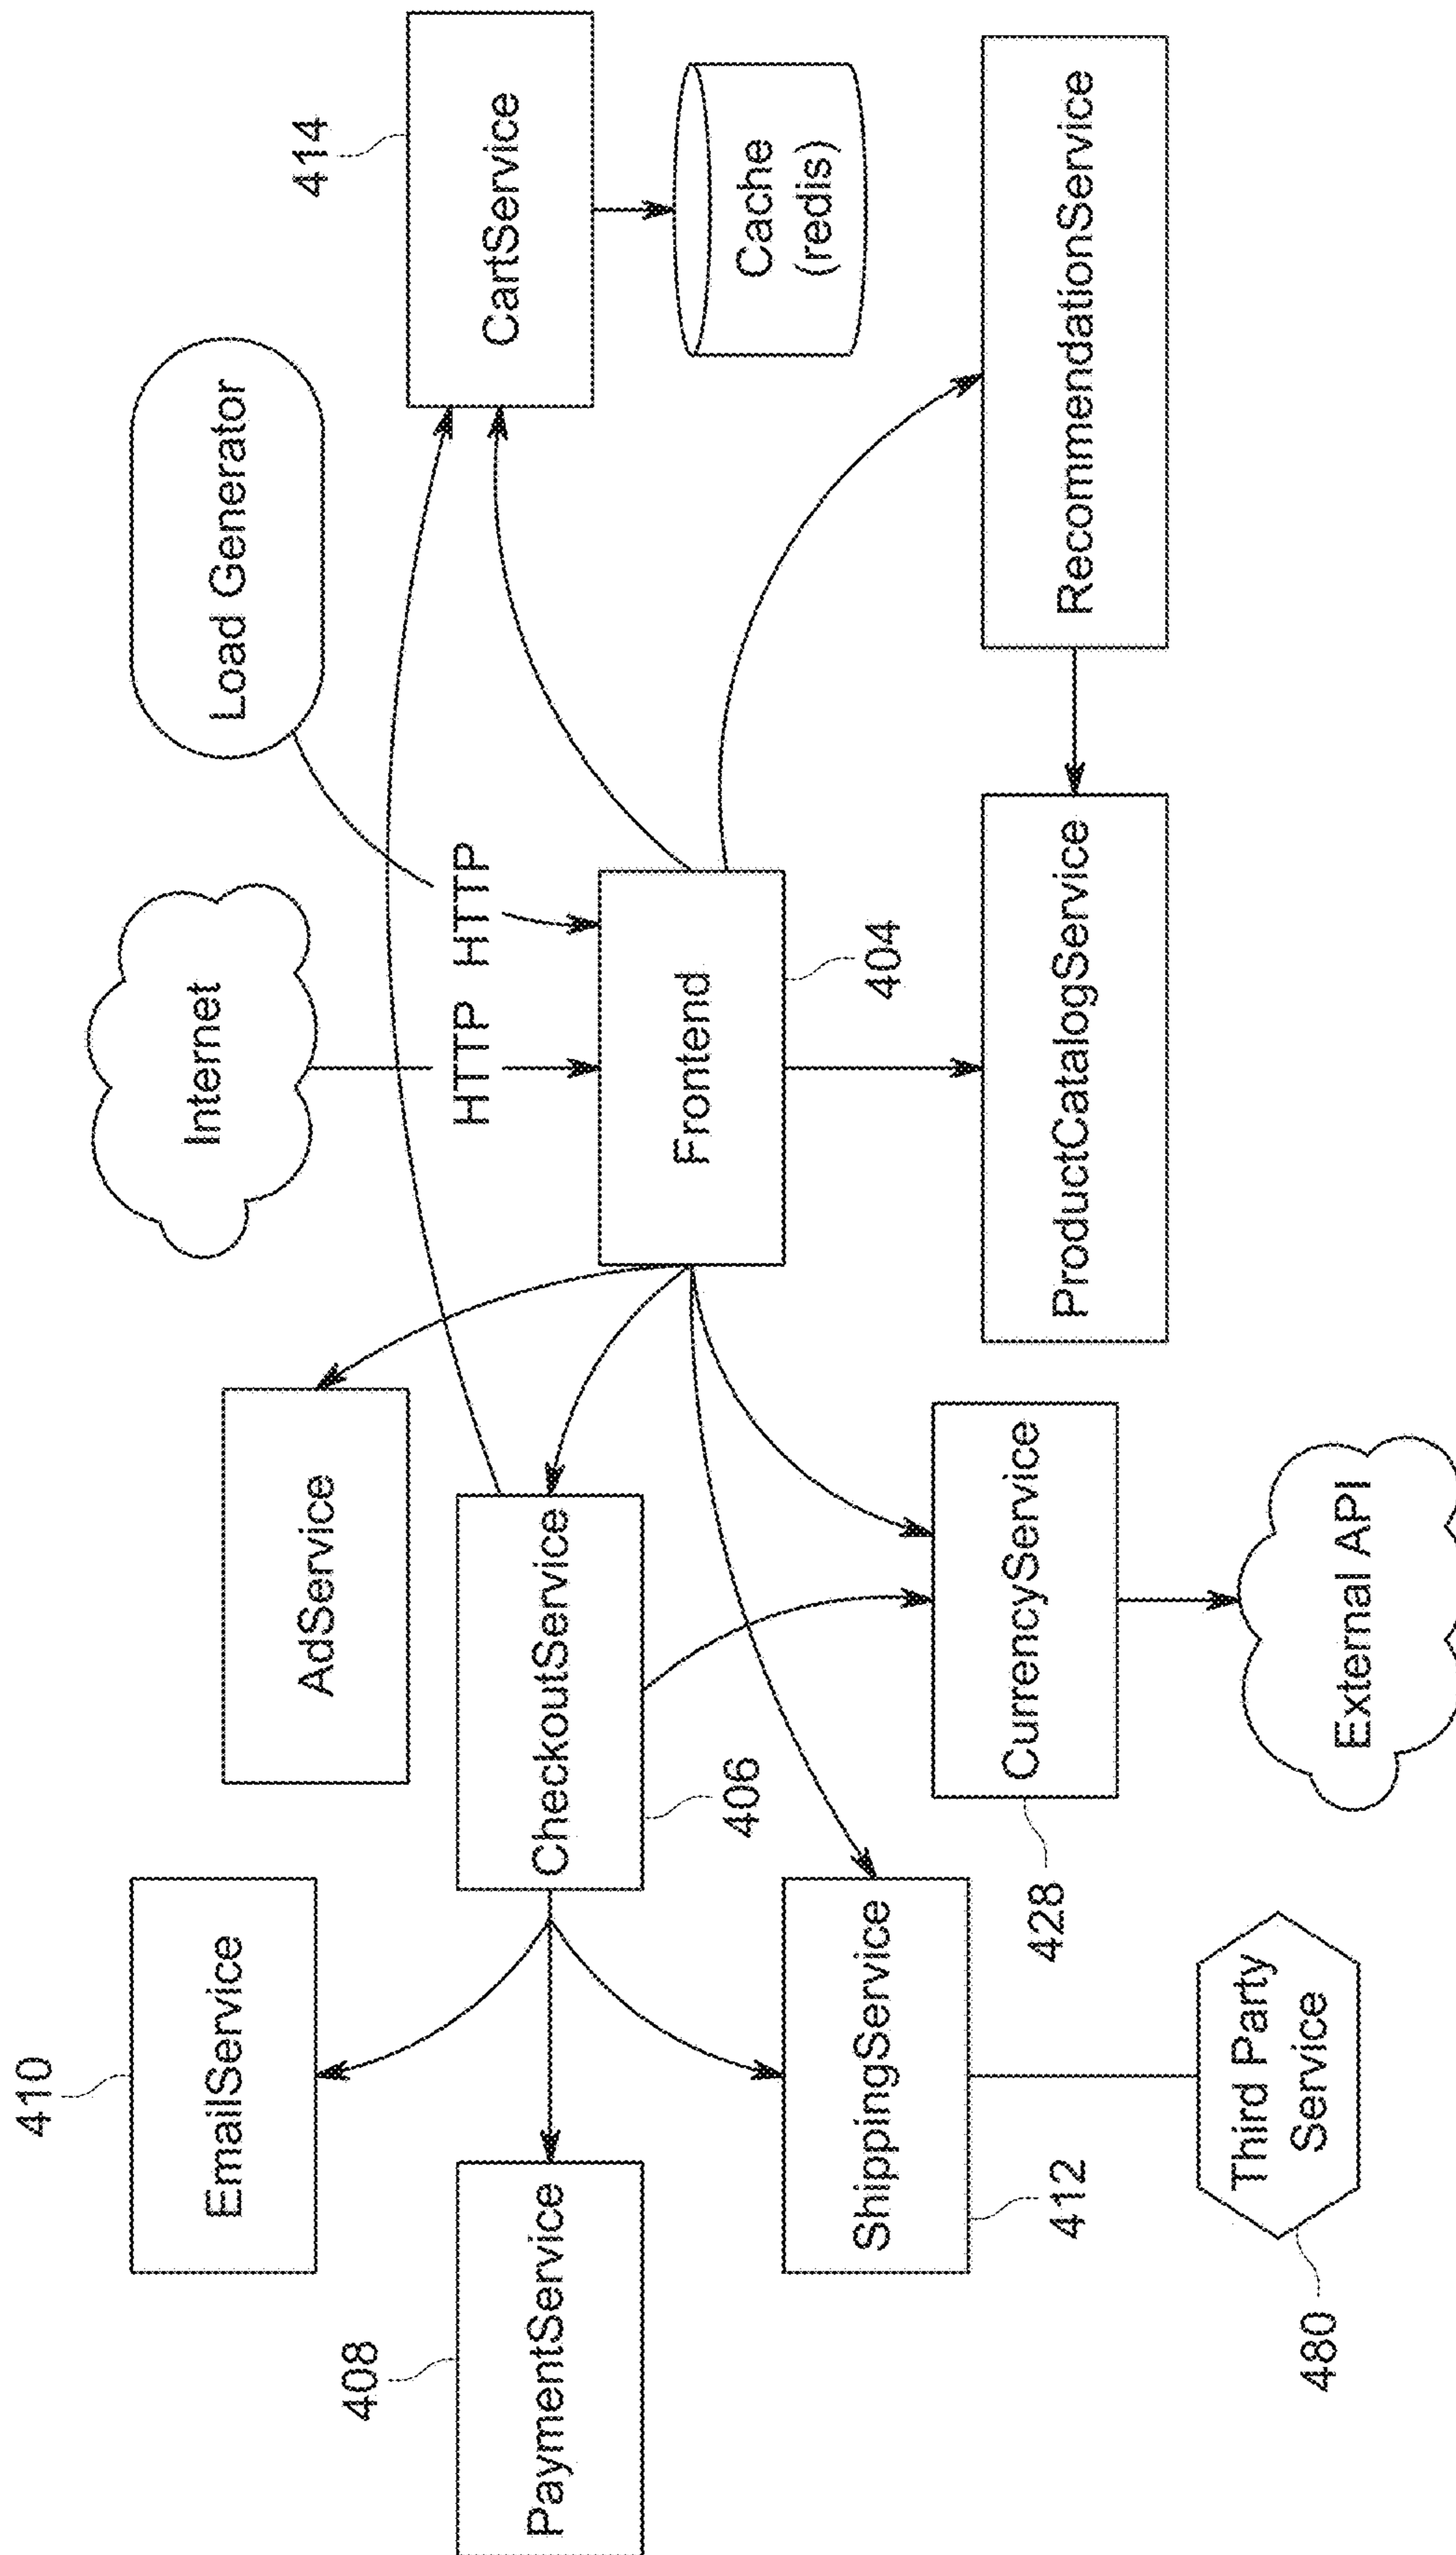 Internet
Load Generator
HTTP
HTTP
410
EmailService
AdService
414
CartService
408
PaymentService
CheckoutService
406
Frontend
404
Cache
(redis)
ShippingService
412
CurrencyService
428
ProductCatalogService
RecommendationService
480
Third Party
Service
External API